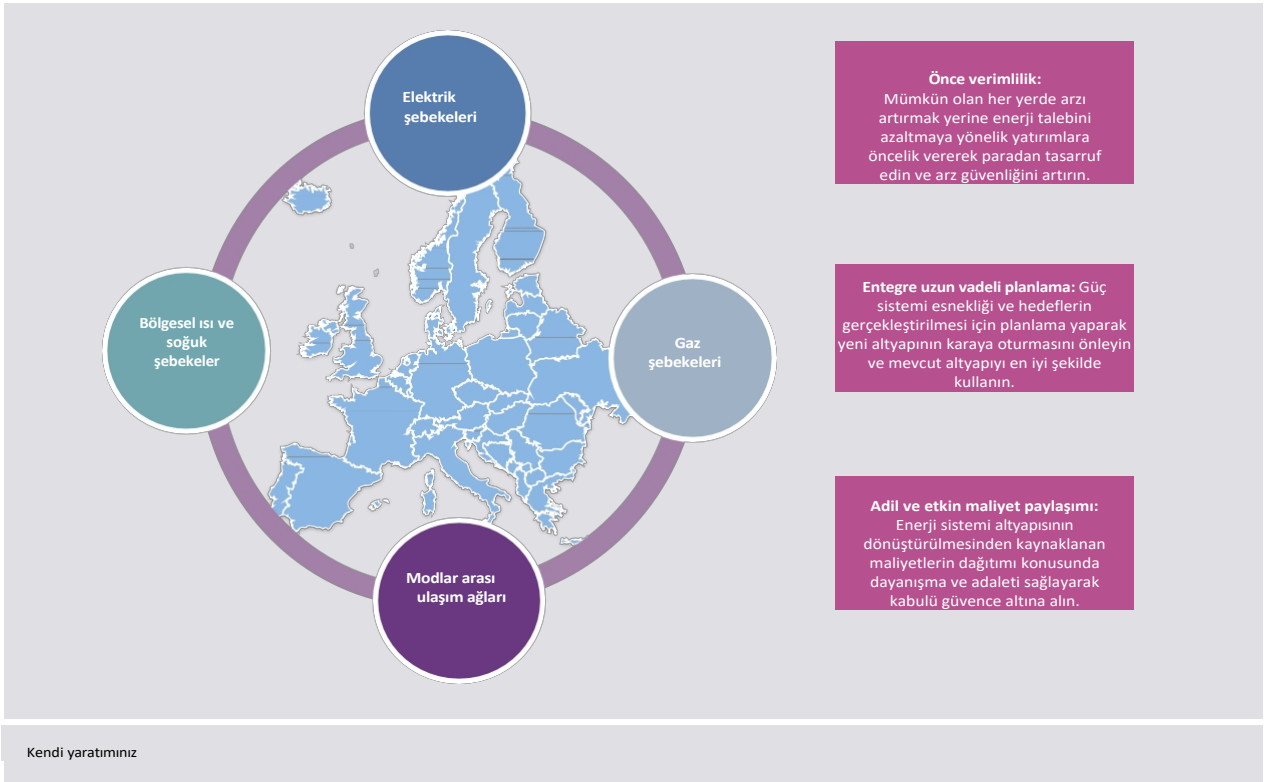 Elektrik
şebekeleri
Bölgesel ısı ve
soğuk
şebekeler
Gaz
şebekeleri
Modlar arası
ulaşım ağları
Önce verimlilik:
Mümkün olan her yerde arzı
artırmak yerine enerji talebini
azaltmaya yönelik yatırımlara
öncelik vererek paradan tasarruf
edin ve arz güvenliğini artırın.
Entegre uzun vadeli planlama: Güç
sistemi esnekliği ve hedeflerin
gerçekleştirilmesi için planlama yaparak
yeni altyapının karaya oturmasını önleyin
ve mevcut altyapıyı en iyi şekilde
kullanın.
Adil ve etkin maliyet paylaşımı:
Enerji sistemi altyapısının
dönüştürülmesinden kaynaklanan
maliyetlerin dağıtımı konusunda
dayanışma ve adaleti sağlayarak
kabulü güvence altına alın.
Kendi yaratımınız